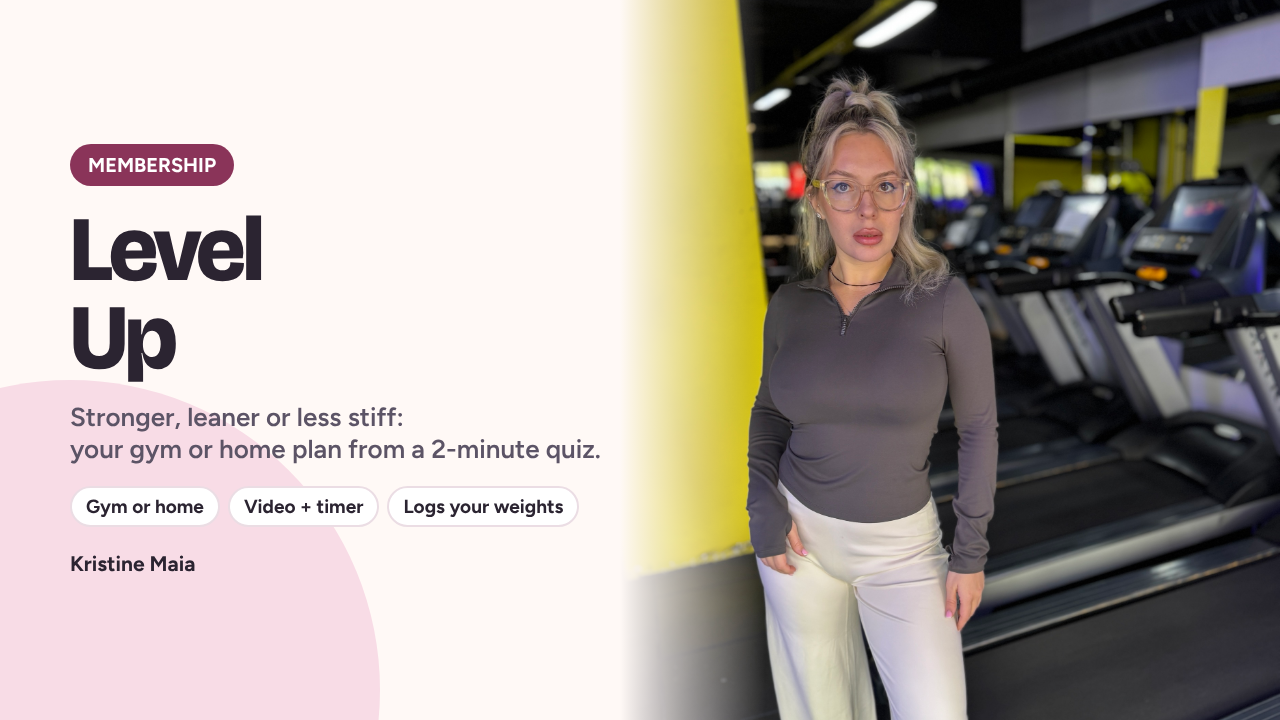 MEMBERSHIP
Level
Up
Stronger, leaner or less stiff:
your gym or home plan from a 2-minute quiz.
Gym or home
Video + timer
Logs your weights
Kristine Maia